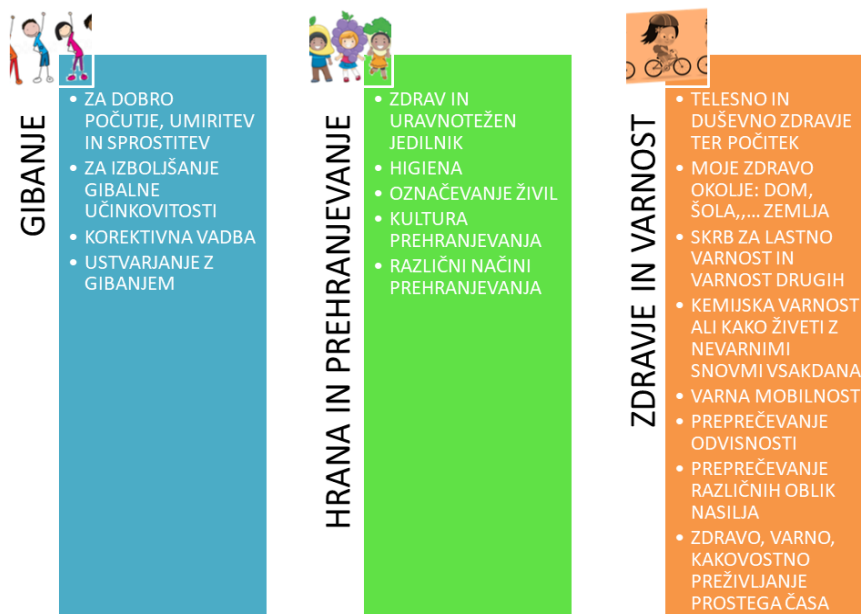 GIBANJE
• ZA DOBRO
POČUTJE, UMIRITEV
IN SPROSTITEV
• ZA IZBOLJŠANJE
GIBALNE
UČINKOVITOSTI
• KOREKTIVNA VADBA
• USTVARJANJE Z
GIBANJEM
HRANA IN PREHRANJEVANJE
• ZDRAV IN
URAVNOTEŽEN
JEDILNIK
• HIGIENA
• OZNAČEVANJE ŽIVIL
• KULTURA
PREHRANJEVANJA
• RAZLIČNI NAČINI
PREHRANJEVANJA
ZDRAVJE IN VARNOST
• TELESNO IN
DUŠEVNO ZDRAVJE
TER POČITEK
• MOJE ZDRAVO
OKOLJE: DOM,
ŠOLA,,... ZEMLJA
• SKRB ZA LASTNO
VARNOST IN
VARNOST DRUGIH
• KEMIJSKA VARNOST
ALI KAKO ŽIVETI Z
NEVARNIMI
SNOVMI VSAKDANA
• VARNA MOBILNOST
• PREPREČEVANJE
ODVISNOSTI
• PREPREČEVANJE
RAZLIČNIH OBLIK
NASILJA
• ZDRAVO, VARNO,
KAKOVOSTNO
PREŽIVLJANJE
PROSTEGA ČASA